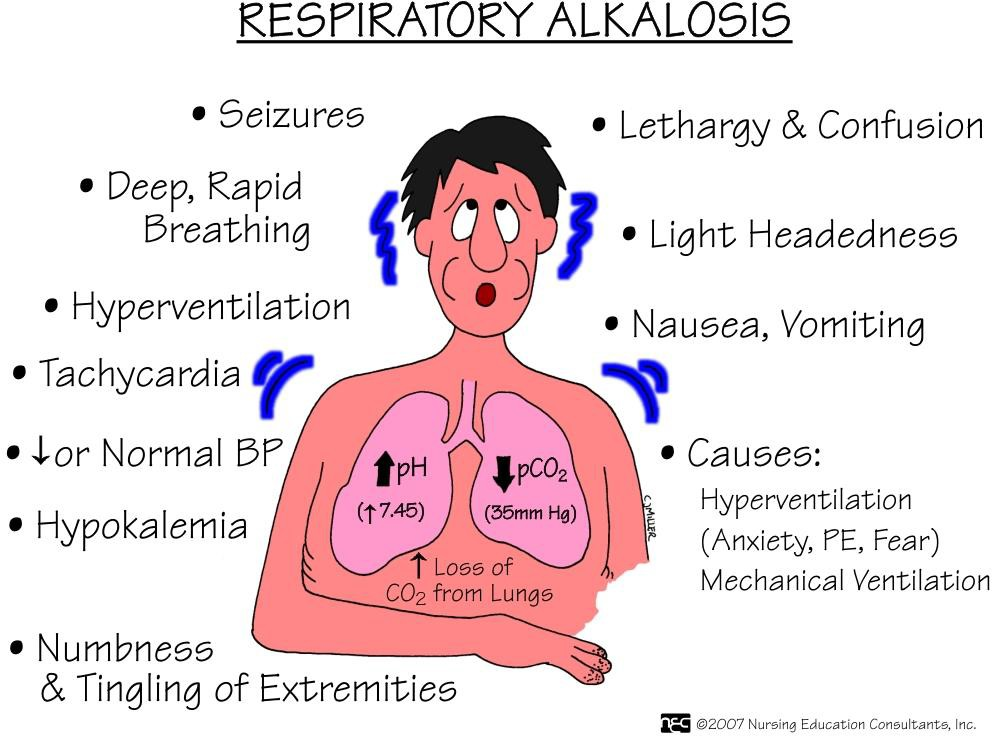 RESPIRATORY ALKALOSIS
• Seizures
• Deep, Rapid
Breathing
• Hyperventilation
• Tachycardia
• ↓or Normal BP
• Hypokalemia
• Numbness
& Tingling of Extremities
↑pH
(↑7.45)
↓pCO₂
(35mm Hg)
↑ Loss of
CO₂ from Lungs
• Lethargy & Confusion
• Light Headedness
• Nausea, Vomiting
• Causes:
Hyperventilation
(Anxiety, PE, Fear)
Mechanical Ventilation
CJMILLER
nec ©2007 Nursing Education Consultants, Inc.